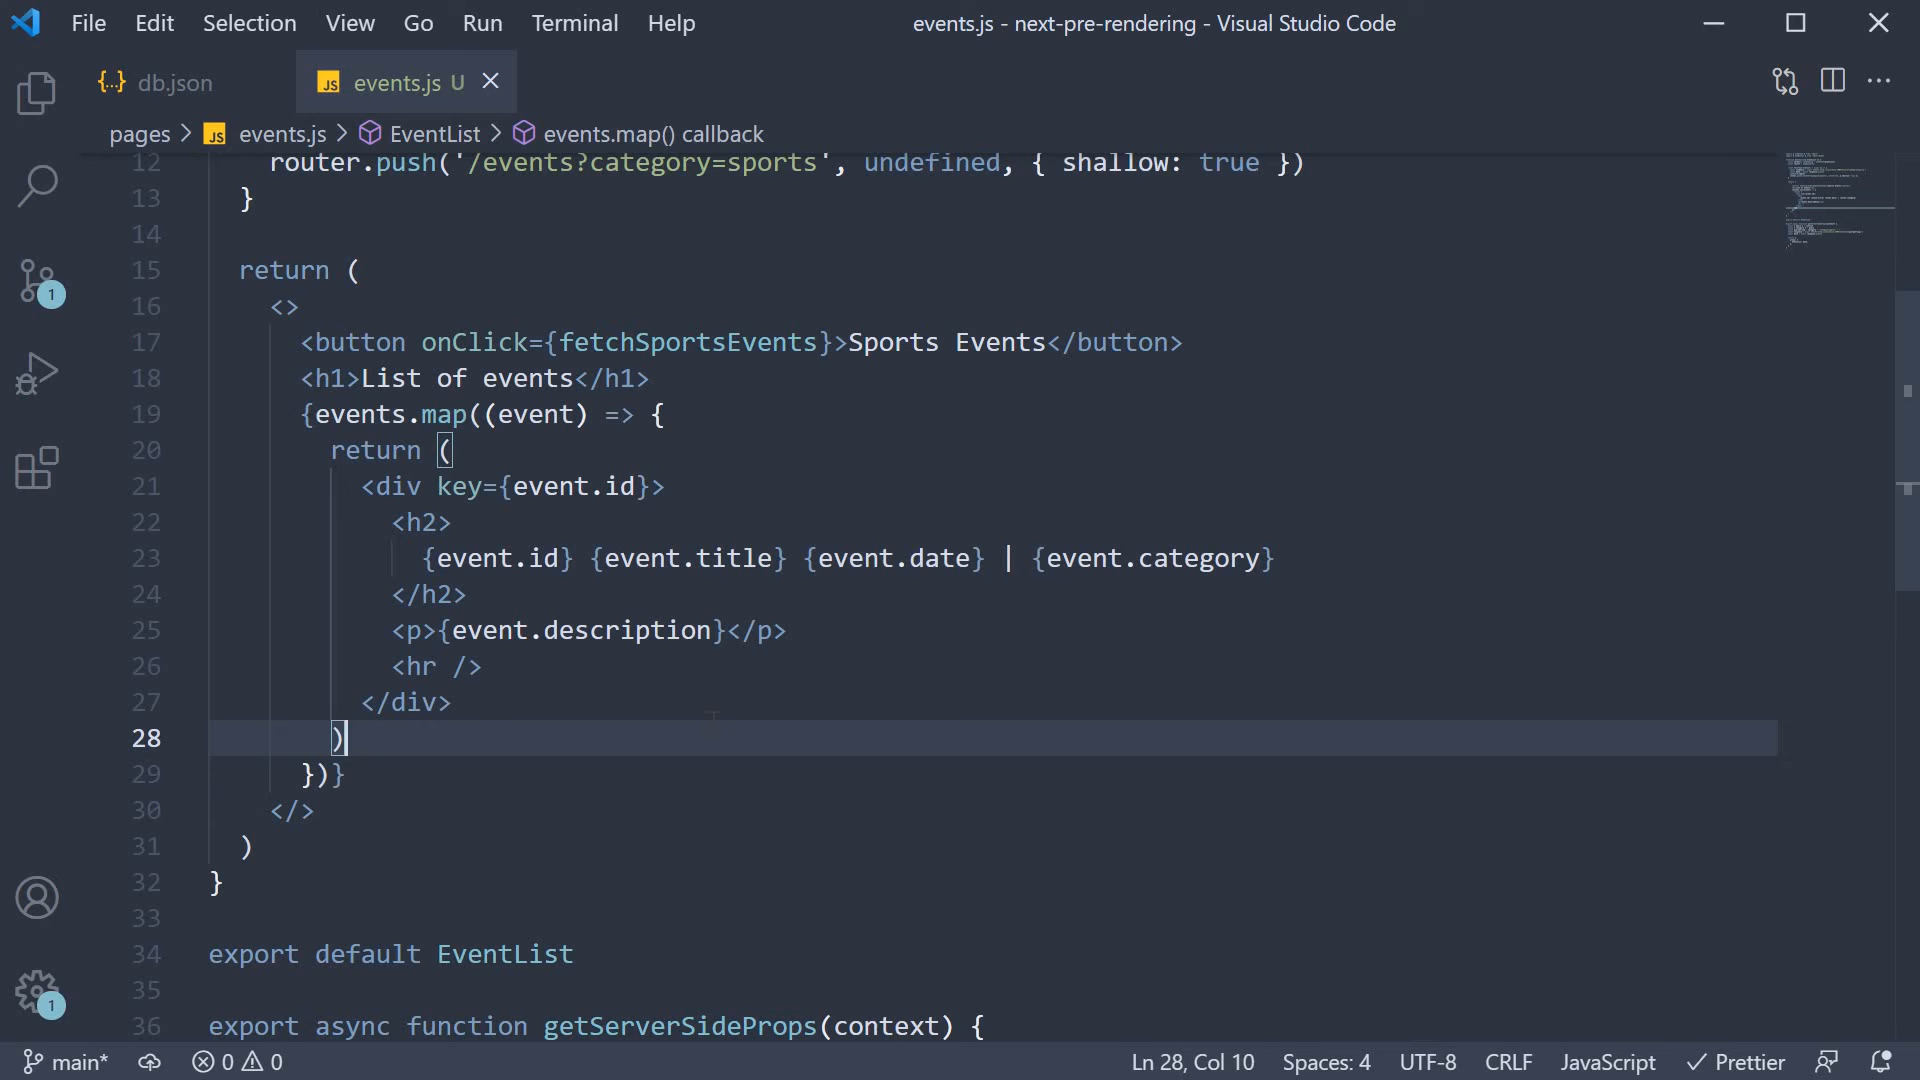 File Edit Selection View Go Run Terminal Help events.js - next-pre-rendering - Visual Studio Code
{...} db.json JS events.js U
pages > JS events.js > EventList > events.map() callback
12 router.push('/events?category=sports', undefined, { shallow: true })
13 }
14
15 return (
16 <>
17 <button onClick={fetchSportsEvents}>Sports Events</button>
18 <h1>List of events</h1>
19 {events.map((event) => {
20 return (
21 <div key={event.id}>
22 <h2>
23 {event.id} {event.title} {event.date} | {event.category}
24 </h2>
25 <p>{event.description}</p>
26 <hr />
27 </div>
28 )
29 })}
30 </>
31 )
32 }
33
34 export default EventList
35
36 export async function getServerSideProps(context) {
1
1
main* 0 0 Ln 28, Col 10 Spaces: 4 UTF-8 CRLF JavaScript Prettier